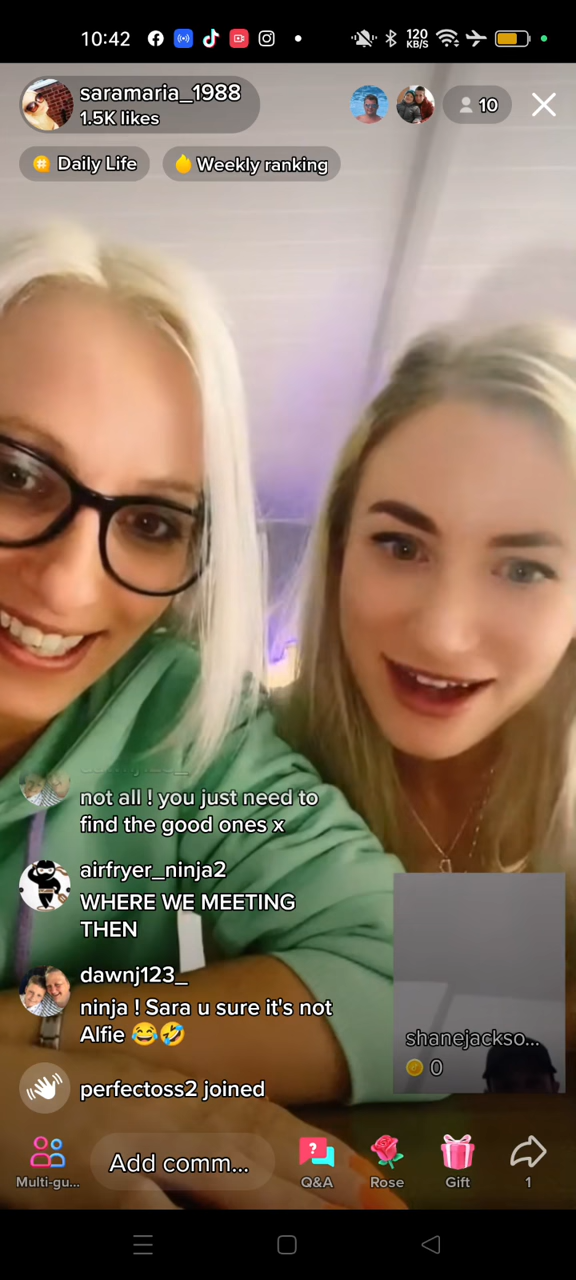 10:42
120
KB/S
saramaria_1988
1.5K likes
10
Daily Life
Weekly ranking
not all ! you just need to
find the good ones x
airfryer_ninja2
WHERE WE MEETING
THEN
dawnj123_
ninja ! Sara u sure it's not
Alfie 😂🤣
shanejackso...
0
perfectoss2 joined
Multi-gu...
Add comm...
Q&A
Rose
Gift
1